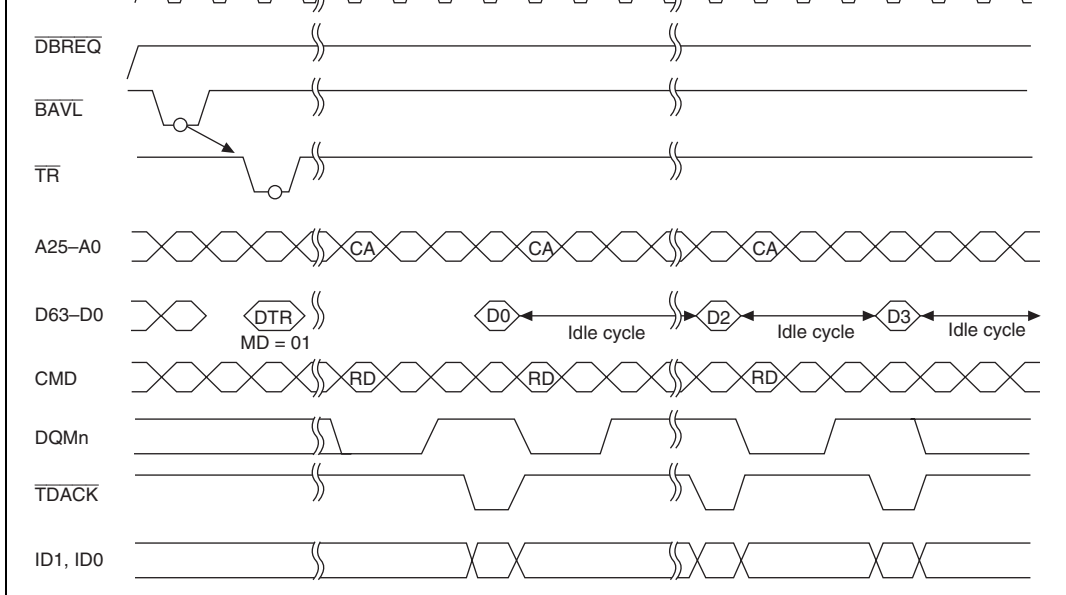 DBREQ
BAVL
TR
A25–A0 CA CA CA
D63–D0 DTR D0 D2 D3
Idle cycle Idle cycle Idle cycle
MD = 01
CMD RD RD RD
DQMn
TDACK
ID1, ID0